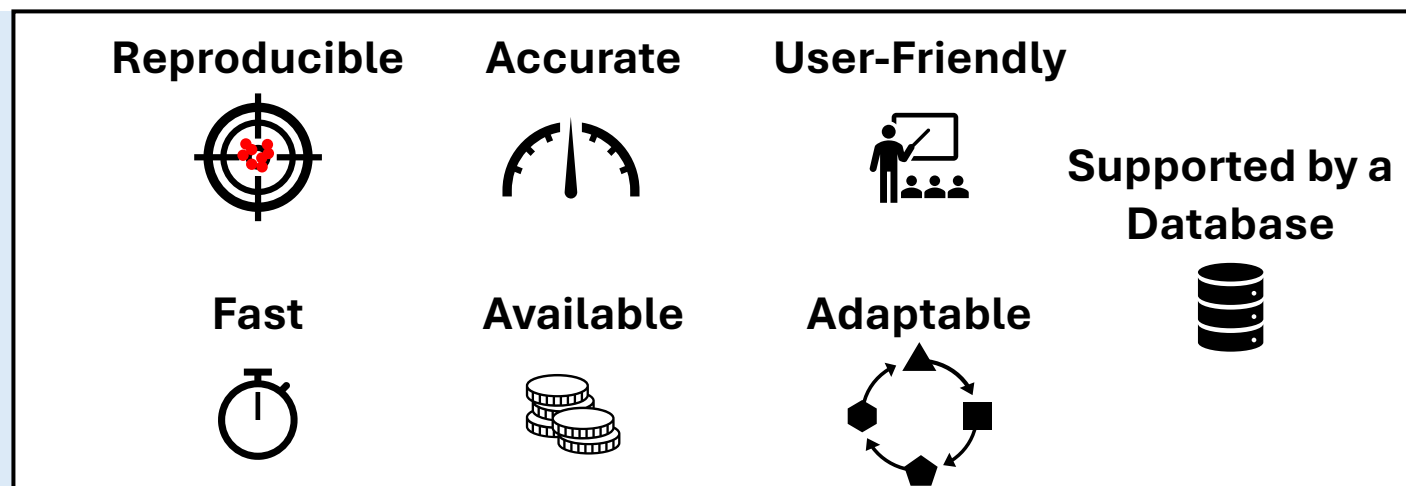 Reproducible
Accurate
User-Friendly
Supported by a
Database
Fast
Available
Adaptable